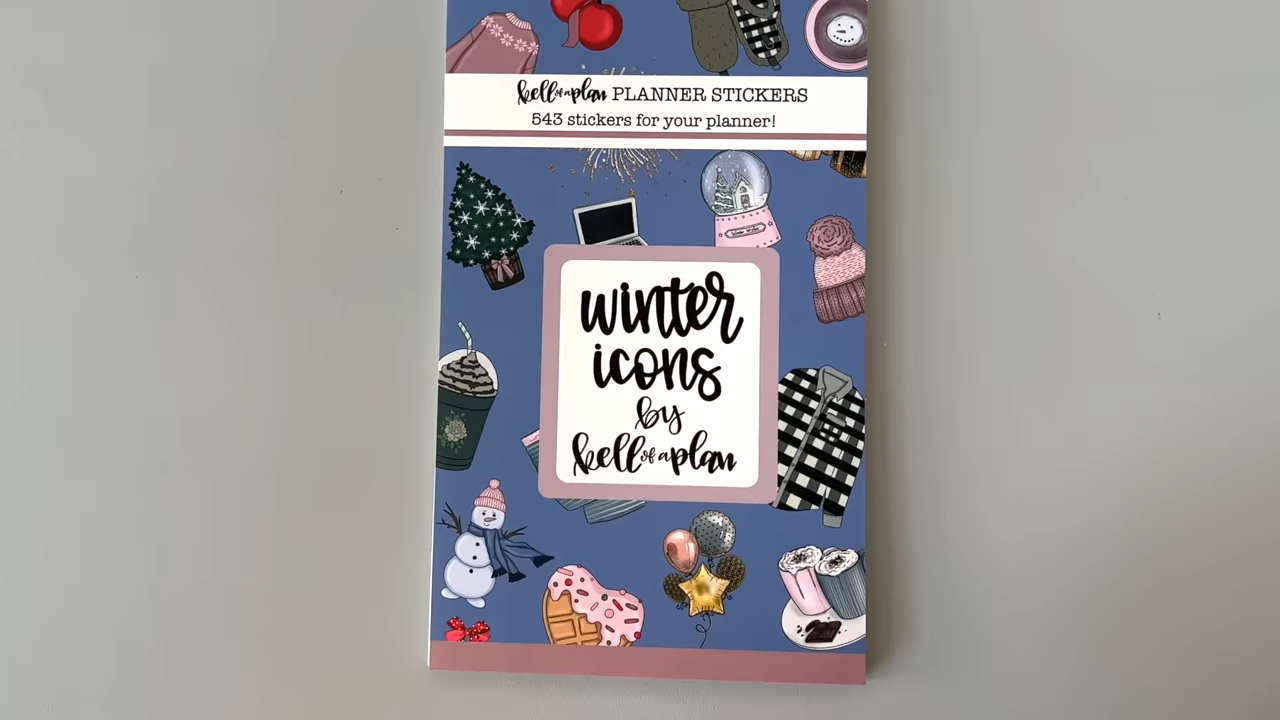 kell of a plan PLANNER STICKERS
543 stickers for your planner!
winter
icons
by
kell of a plan